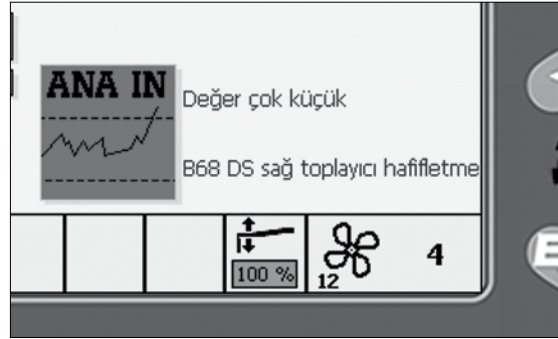 ANA IN
Değer çok küçük
B68 DS sağ toplayıcı hafifletme
100 %
12
4